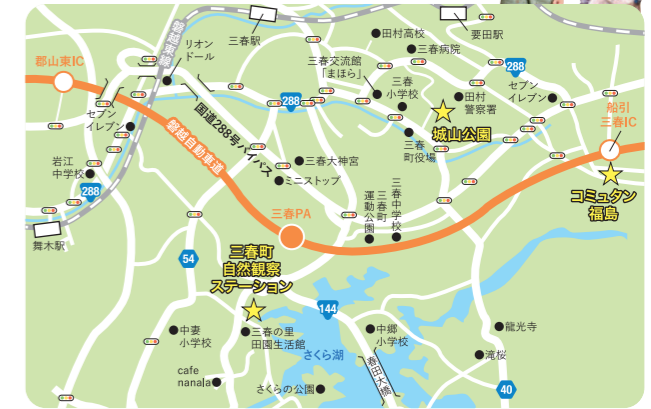 三春駅
要田駅
磐越東線
リオン
ドール
田村高校
三春病院
郡山東IC
三春交流館
「まほら」
288
三春
小学校
田村
警察署
セブン
イレブン
船引
三春IC
セブン
イレブン
288
国道288号バイパス
城山公園
磐越自動車道
三春
町役場
岩江
中学校
三春大神宮
ミニストップ
288
コミュタン
福島
三春町
運動公園
三春中学校
三春PA
舞木駅
54
三春町
自然観察
ステーション
144
中妻
小学校
三春の里
田園生活館
さくら湖
中郷
小学校
龍光寺
滝桜
春田大橋
cafe
nanala
さくらの公園
40